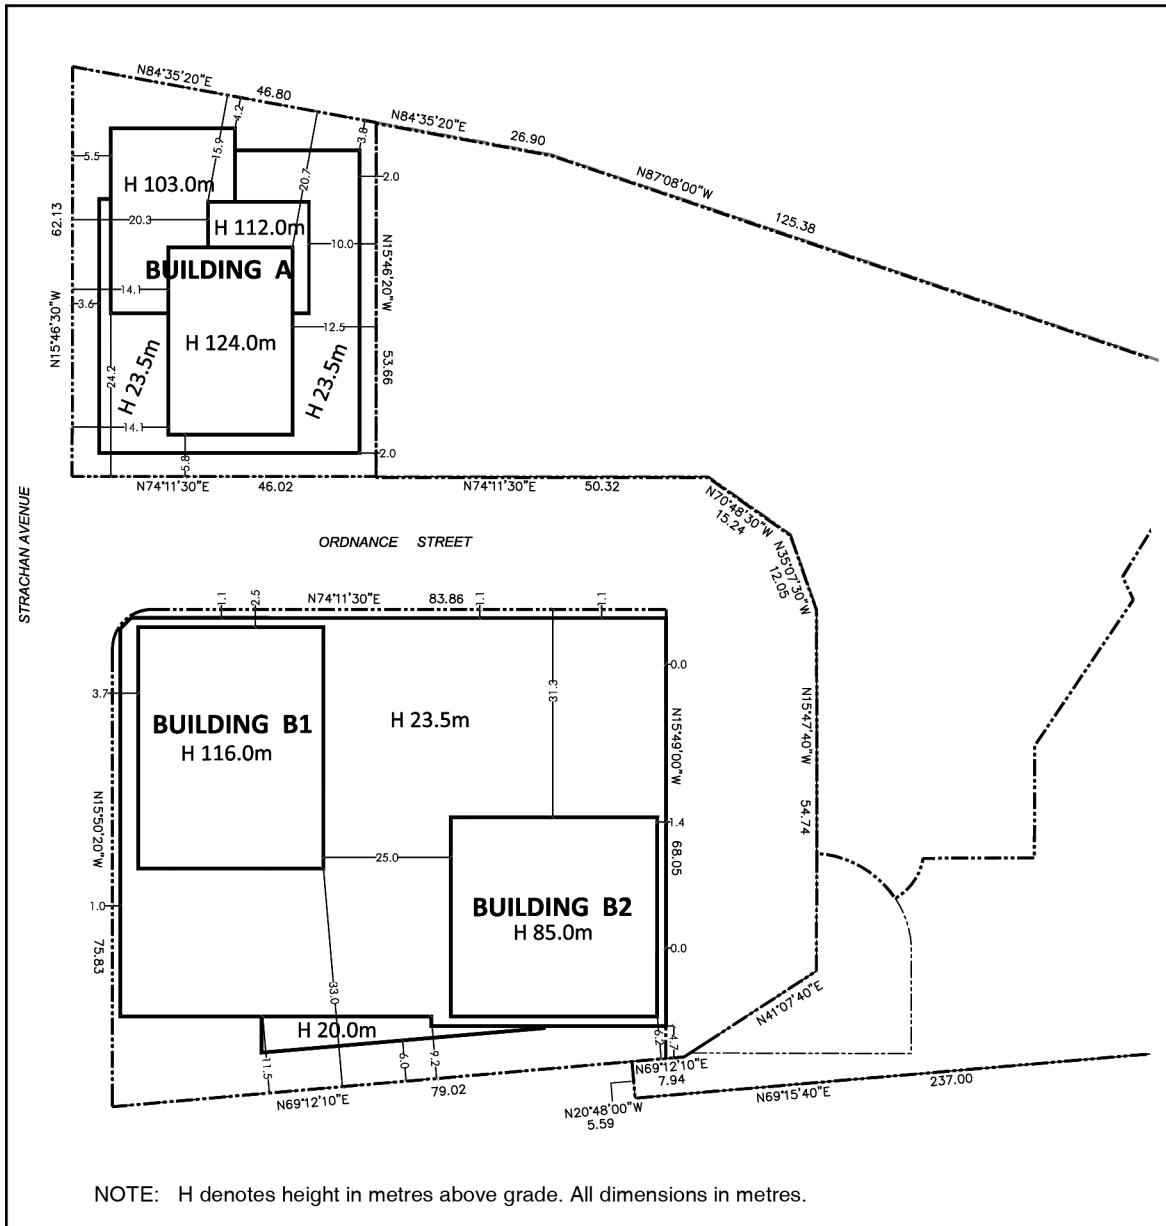 N84°35'20"E
46.80
N84°35'20"E
26.90
N87°08'00"W
125.38
4.2
3.8
15.9
20.7
5.5
2.0
H 103.0m
62.13
20.3
H 112.0m
10.0
N15°46'20"W
BUILDING A
14.1
3.6
N15°46'30"W
12.5
H 124.0m
53.66
24.2
H 23.5m
H 23.5m
14.1
5.8
2.0
N74°11'30"E
46.02
N74°11'30"E
50.32
N70°48'30"W
15.24
STRACHAN AVENUE
ORDNANCE STREET
N35°07'30"W
12.05
1.1
2.5
N74°11'30"E
83.86
1.1
1.1
0.0
3.7
31.3
BUILDING B1
H 116.0m
H 23.5m
N15°49'00"W
N15°47'40"W
54.74
1.4
68.05
N15°50'20"W
25.0
1.0
BUILDING B2
H 85.0m
75.83
0.0
33.0
N41°07'40"E
H 20.0m
11.5
6.0
9.2
6.2
4.7
N69°12'10"E
7.94
N69°12'10"E
79.02
N20°48'00"W
5.59
N69°15'40"E
237.00
NOTE: H denotes height in metres above grade. All dimensions in metres.